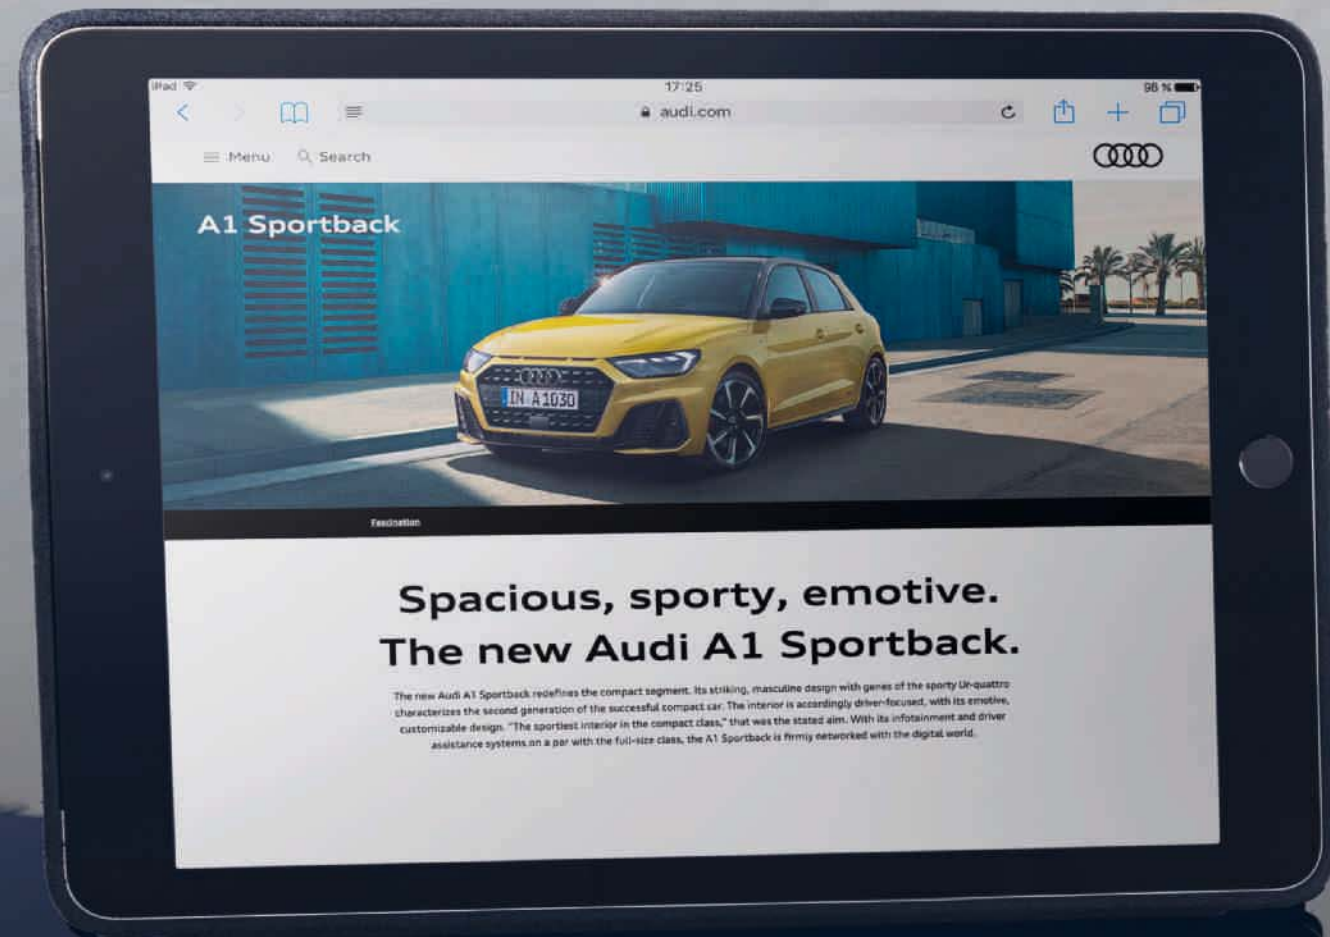 iPad
17:25
98 %
audi.com
Menu
Search
A1 Sportback
IN A 1030
Fascination
Spacious, sporty, emotive.
The new Audi A1 Sportback.
The new Audi A1 Sportback redefines the compact segment. Its striking, masculine design with genes of the sporty Ur-quattro
characterizes the second generation of the successful compact car. The interior is accordingly driver-focused, with its emotive,
customizable design. "The sportiest interior in the compact class," that was the stated aim. With its infotainment and driver
assistance systems on a par with the full-size class, the A1 Sportback is firmly networked with the digital world.